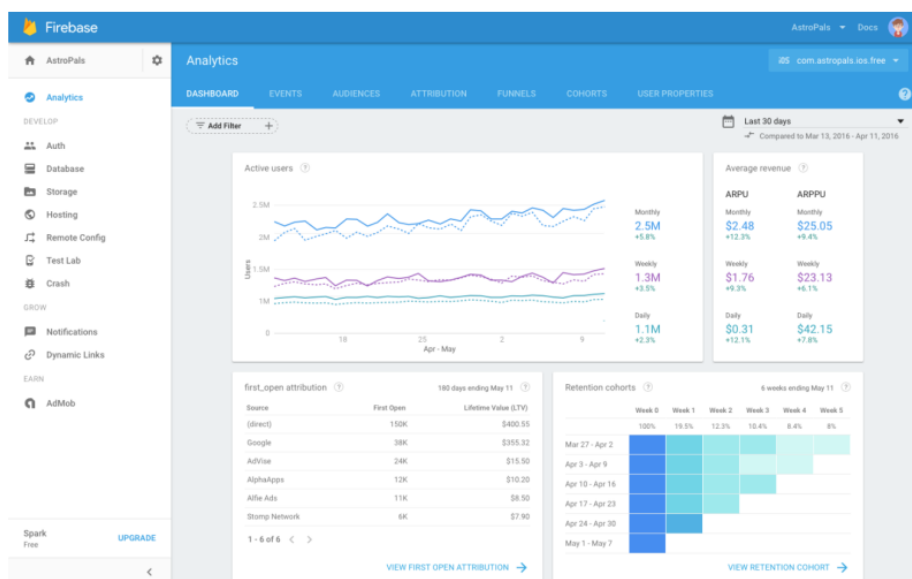 Firebase
AstroPals
Docs
AstroPals
Analytics
DEVELOP
Auth
Database
Storage
Hosting
Remote Config
Test Lab
Crash
GROW
Notifications
Dynamic Links
EARN
AdMob
Spark
Free
UPGRADE
Analytics
iOS com.astropals.ios.free
DASHBOARD EVENTS AUDIENCES ATTRIBUTION FUNNELS COHORTS USER PROPERTIES
Add Filter
Last 30 days
Compared to Mar 13, 2016 - Apr 11, 2016
Active users
Users
2.5M
2M
1.5M
1M
0
18 25 2 9
Apr - May
Monthly
2.5M
+5.8%
Weekly
1.3M
+3.5%
Daily
1.1M
+2.3%
Average revenue
ARPU ARPPU
Monthly Monthly
$2.48 $25.05
+12.3% +9.4%
Weekly Weekly
$1.76 $23.13
+9.3% +6.1%
Daily Daily
$0.31 $42.15
+12.1% +7.8%
first_open attribution
180 days ending May 11
Source First Open Lifetime Value (LTV)
(direct) 150K $400.55
Google 38K $355.32
AdVise 24K $15.50
AlphaApps 12K $10.20
Alfie Ads 11K $8.50
Stomp Network 6K $7.90
1 - 6 of 6
VIEW FIRST OPEN ATTRIBUTION
Retention cohorts
6 weeks ending May 11
Week 0 Week 1 Week 2 Week 3 Week 4 Week 5
100% 19.5% 12.3% 10.4% 8.4% 8%
Mar 27 - Apr 2
Apr 3 - Apr 9
Apr 10 - Apr 16
Apr 17 - Apr 23
Apr 24 - Apr 30
May 1 - May 7
VIEW RETENTION COHORT